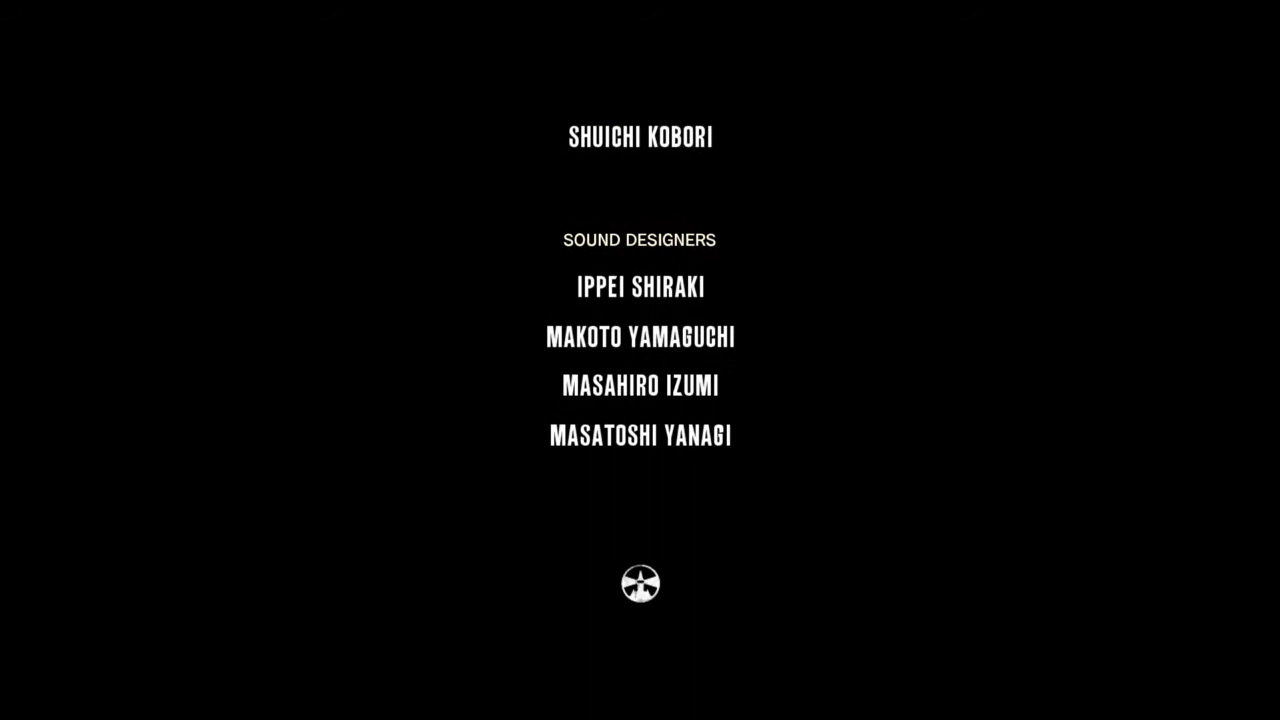 SHUICHI KOBORI
SOUND DESIGNERS
IPPEI SHIRAKI
MAKOTO YAMAGUCHI
MASAHIRO IZUMI
MASATOSHI YANAGI